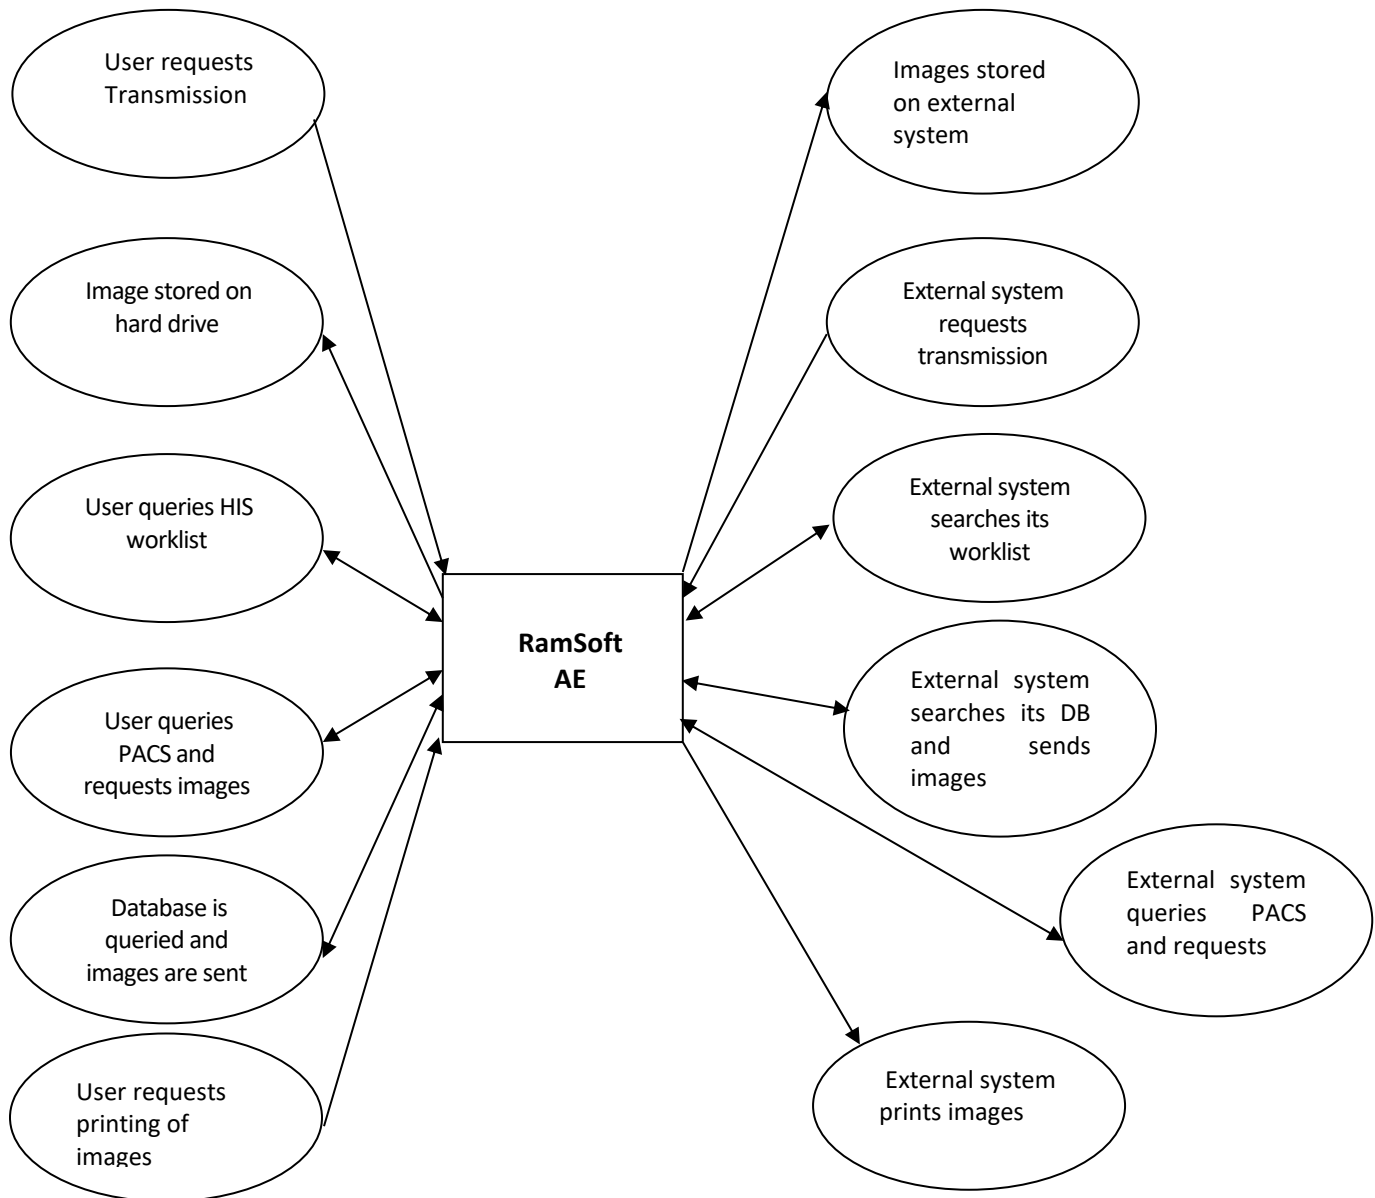 User requests
Transmission
Image stored on
hard drive
User queries HIS
worklist
User queries
PACS and
requests images
Database is
queried and
images are sent
User requests
printing of
images
RamSoft
AE
Images stored
on external
system
External system
requests
transmission
External system
searches its
worklist
External system
searches its DB
and sends
images
External system
queries PACS
and requests
External system
prints images